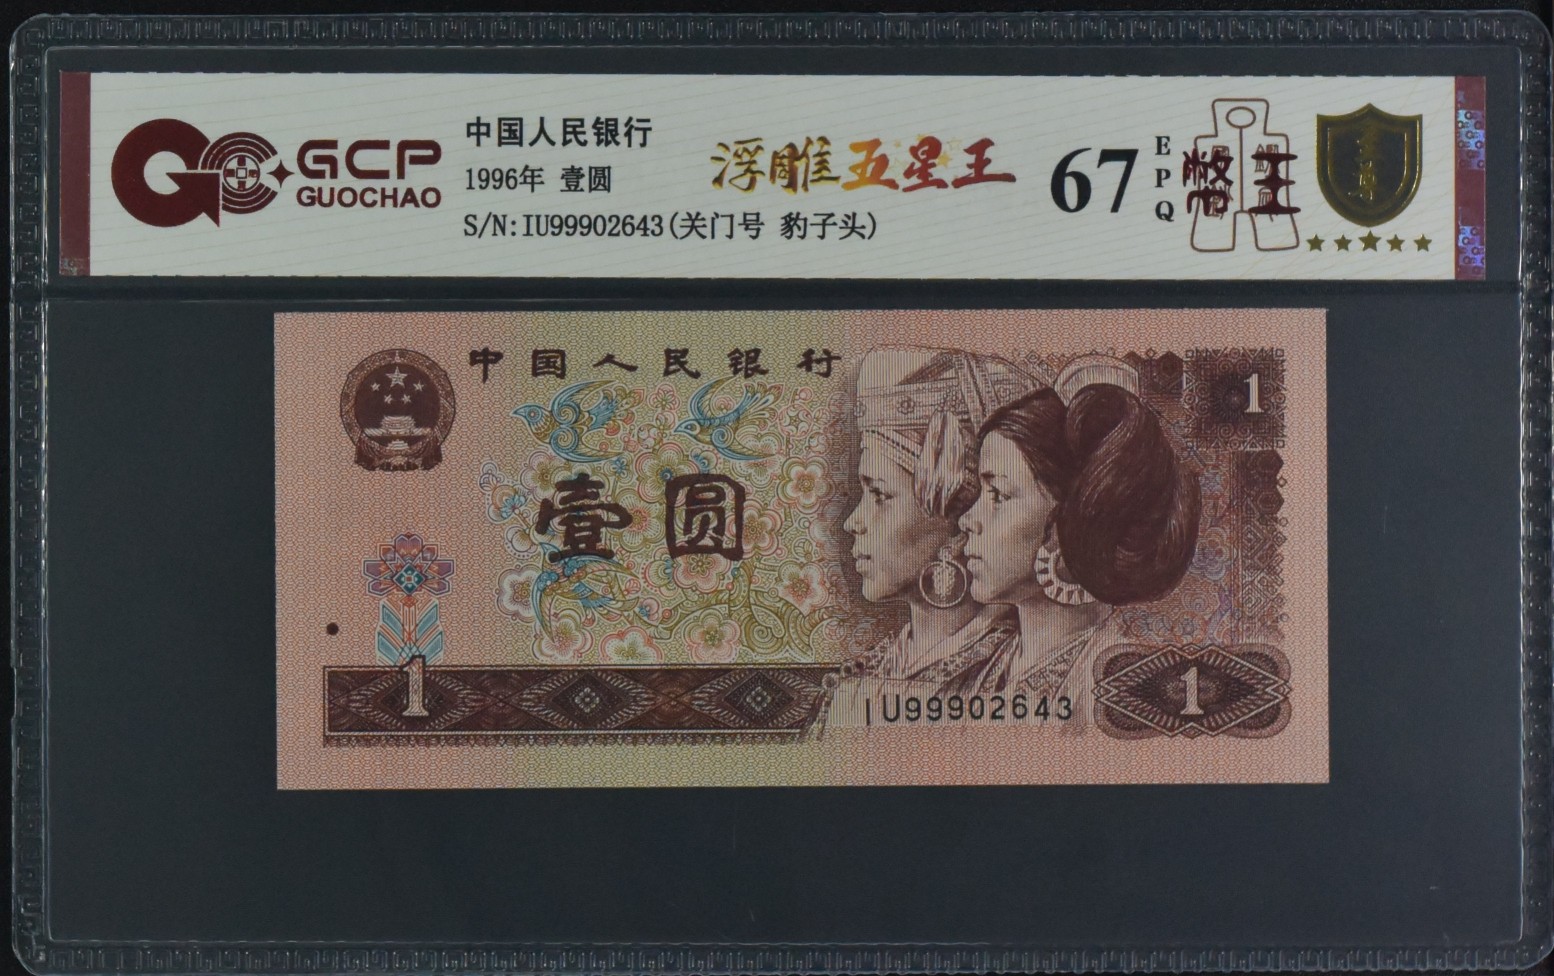 GCP
GUOCHAO
中国人民银行
1996年 壹圆
S/N:IU99902643(关门号 豹子头)
浮雕五星王
67
EPQ
中国人民银行
1
壹圆
1
IU99902643
1